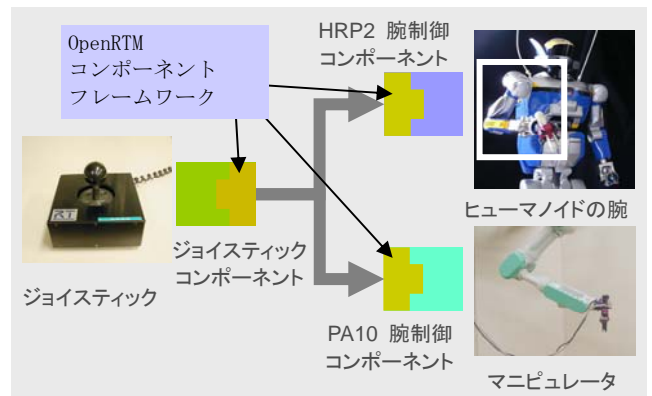 OpenRTM
コンポーネント
フレームワーク
HRP2 腕制御
コンポーネント
ヒューマノイドの腕
ジョイスティック
コンポーネント
ジョイスティック
PA10 腕制御
コンポーネント
マニピュレータ
RT